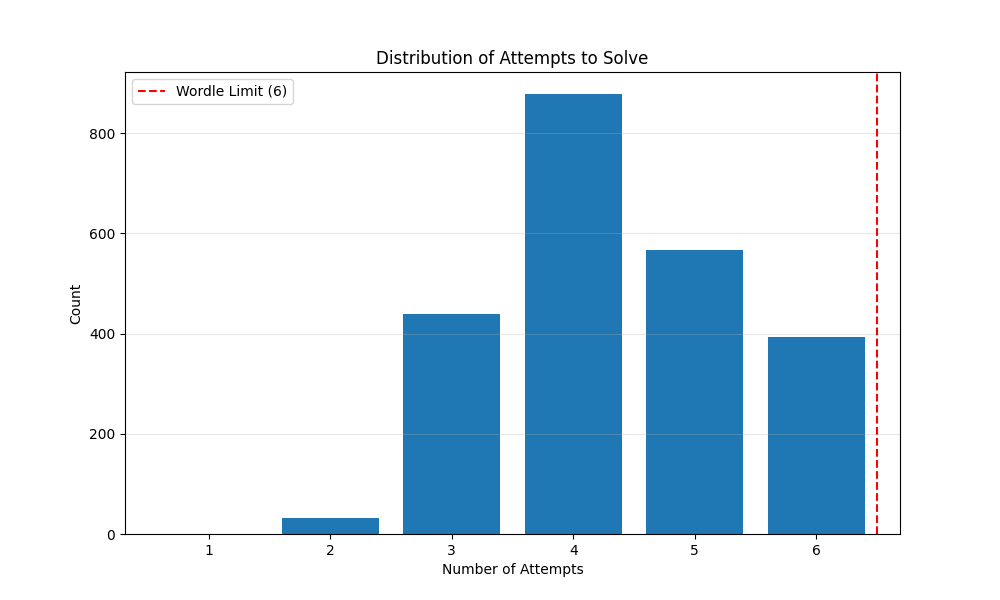 Distribution of Attempts to Solve
Wordle Limit (6)
800
600
400
200
0
Count
1 2 3 4 5 6
Number of Attempts